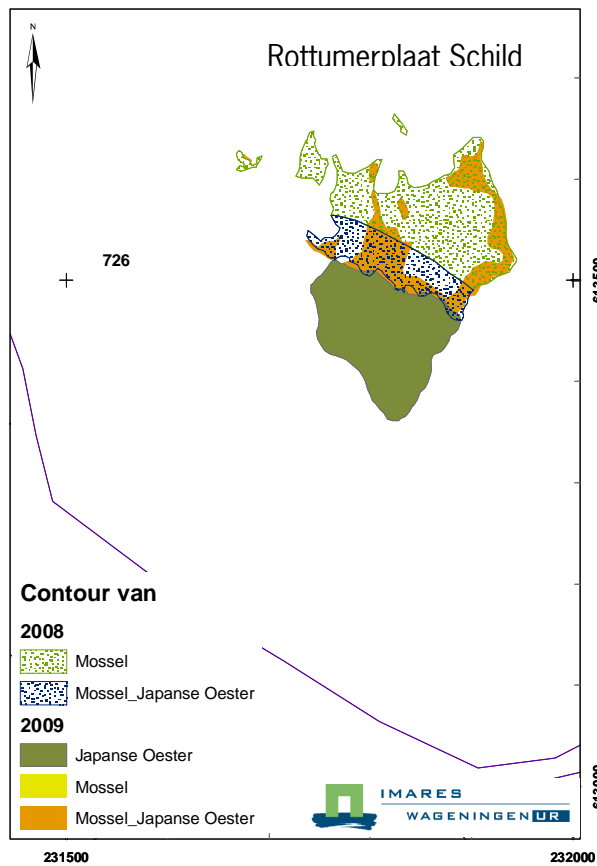 N
Rottumerplaat Schild
726
612500
Contour van
2008
Mossel
Mossel_Japanse Oester
2009
Japanse Oester
Mossel
Mossel_Japanse Oester
IMARES
WAGENINGEN UR
231500
232000